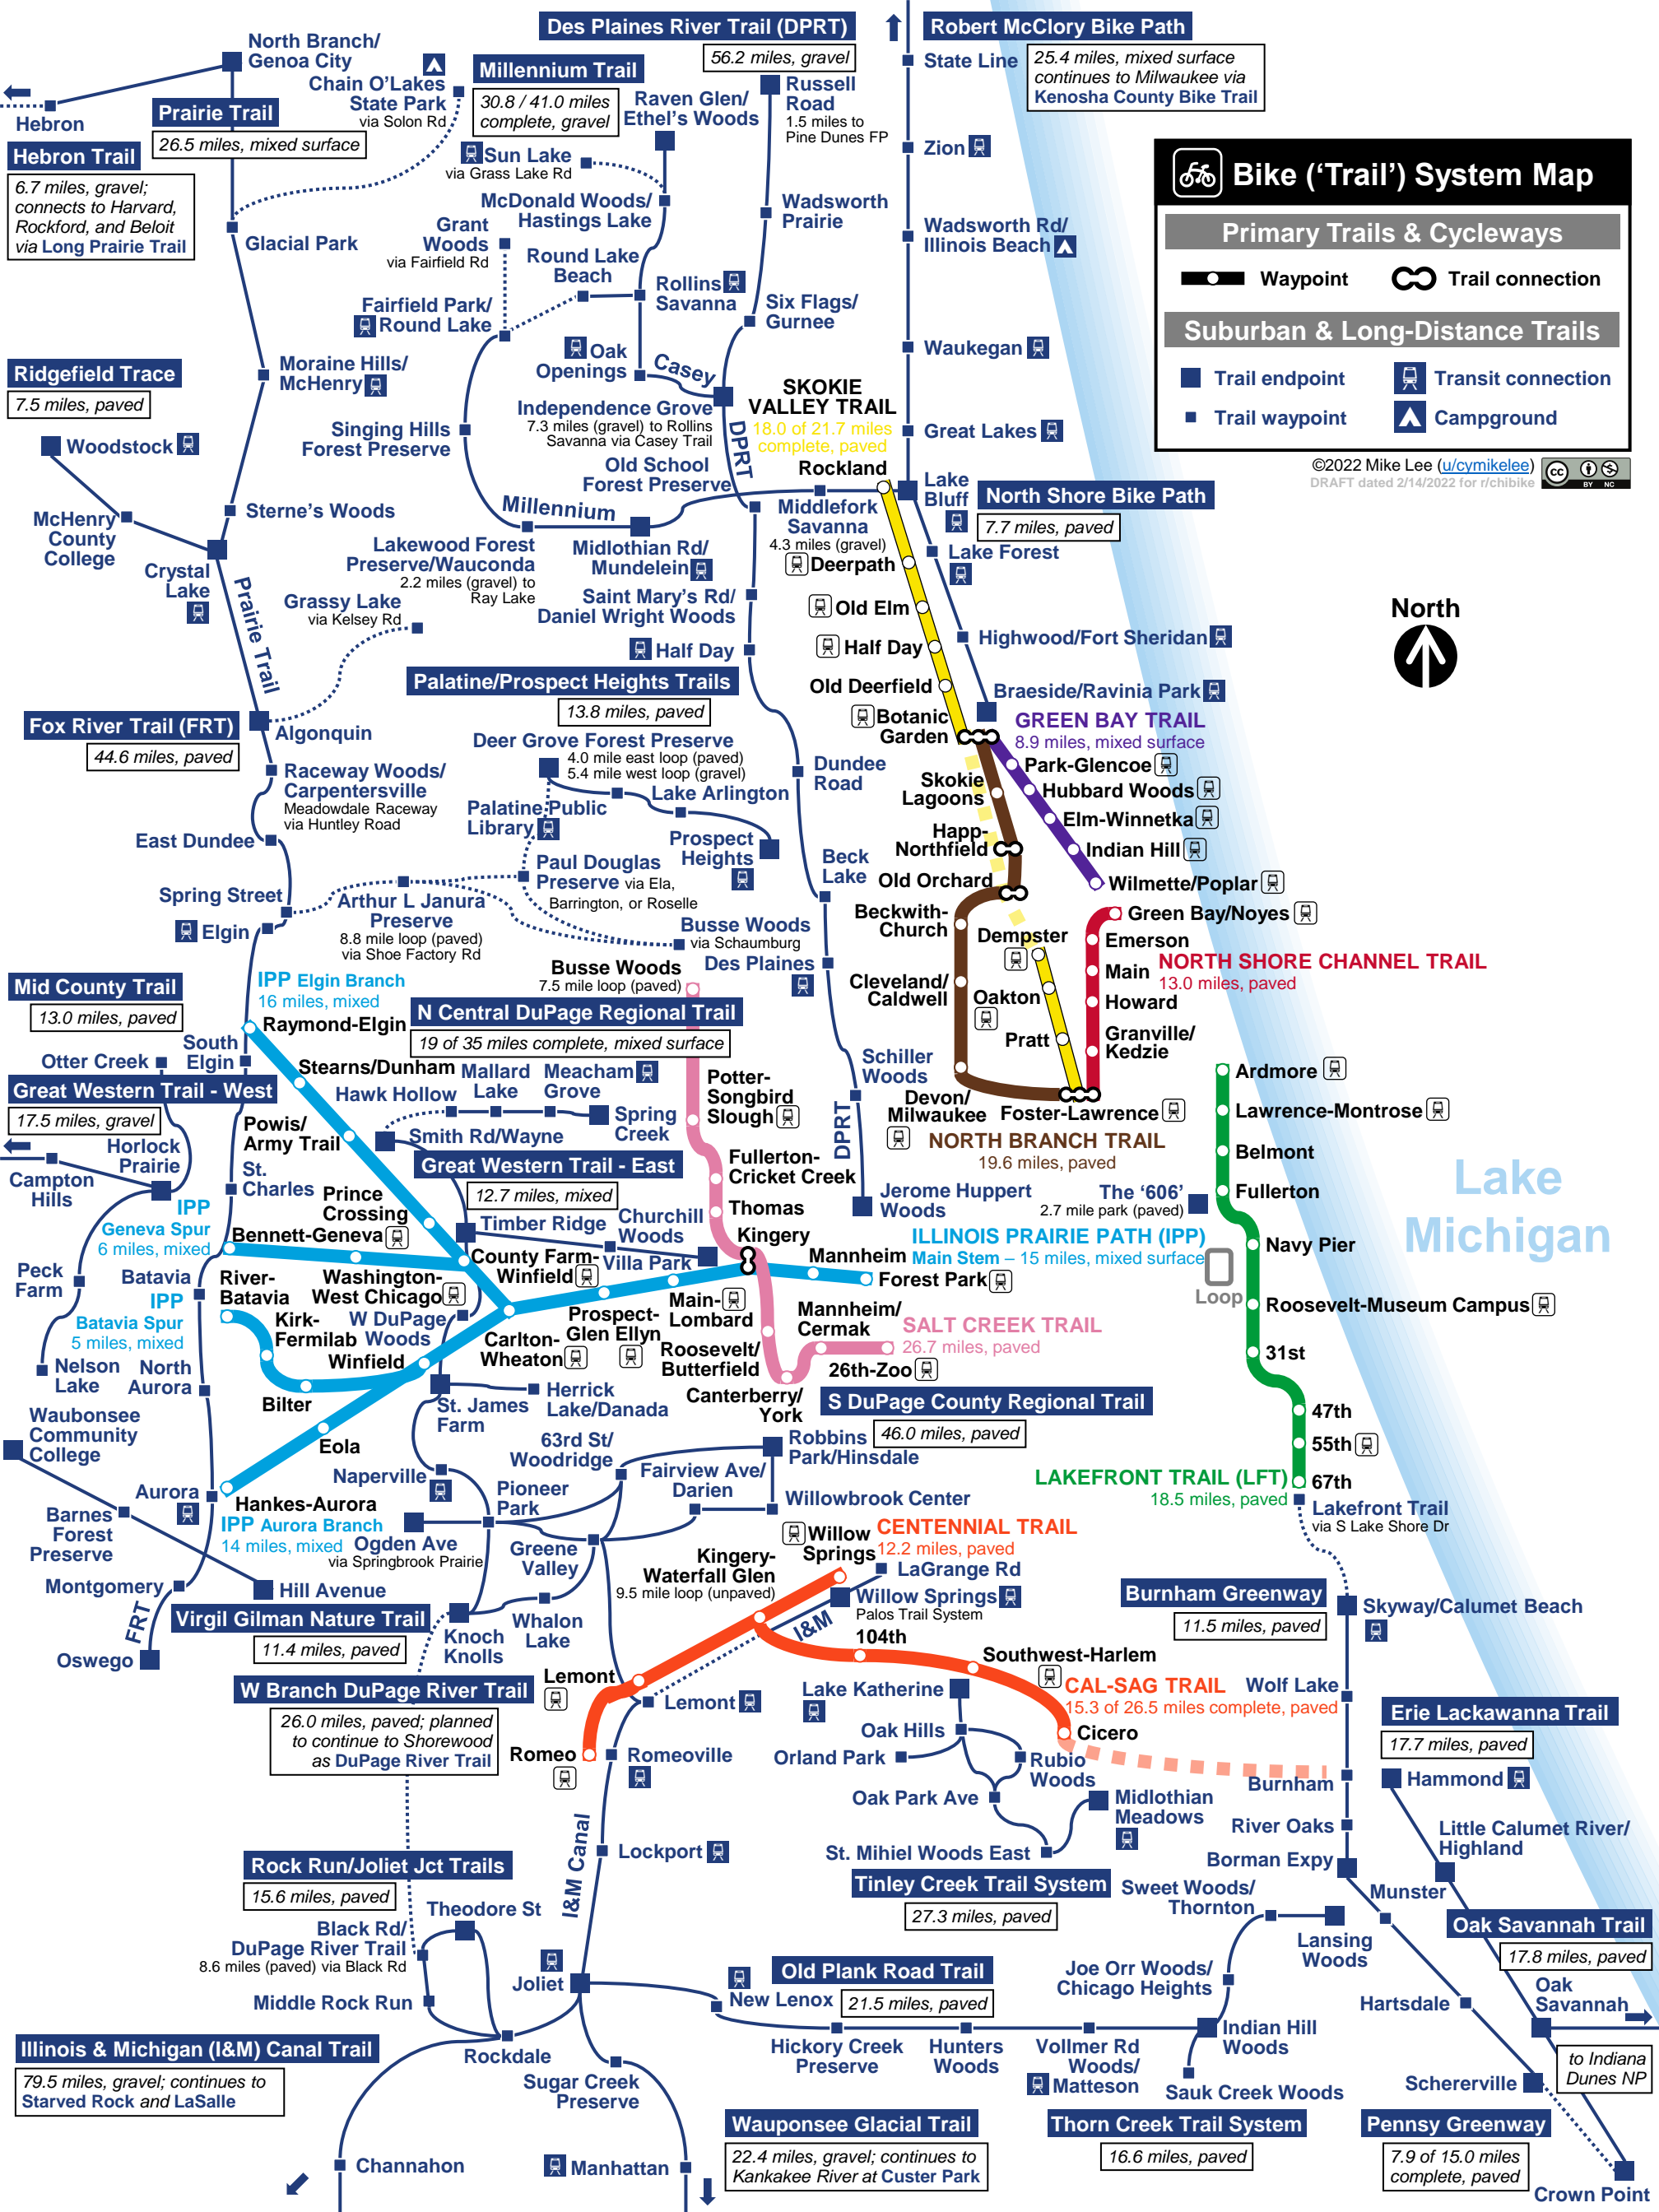 Des Plaines River Trail (DPRT)
56.2 miles, gravel
Robert McClory Bike Path
25.4 miles, mixed surface
continues to Milwaukee via
Kenosha County Bike Trail
North Branch/
Genoa City
Hebron
Chain O'Lakes
State Park
via Solon Rd
Millennium Trail
30.8 / 41.0 miles
complete, gravel
Raven Glen/
Ethel's Woods
Russell
Road
1.5 miles to
Pine Dunes FP
State Line
Prairie Trail
26.5 miles, mixed surface
Hebron Trail
6.7 miles, gravel;
connects to Harvard,
Rockford, and Beloit
via Long Prairie Trail
Sun Lake
via Grass Lake Rd
Zion
Bike ('Trail') System Map
Primary Trails & Cycleways
Waypoint
Trail connection
Suburban & Long-Distance Trails
Trail endpoint
Transit connection
Trail waypoint
Campground
©2022 Mike Lee (u/cymikelee)
DRAFT dated 2/14/2022 for r/chibike
cc
BY NC
McDonald Woods/
Hastings Lake
Wadsworth
Prairie
Wadsworth Rd/
Illinois Beach
Glacial Park
Grant
Woods
via Fairfield Rd
Round Lake
Beach
Rollins
Savanna
Fairfield Park/
Round Lake
Six Flags/
Gurnee
Waukegan
Oak
Openings
Casey
Moraine Hills/
McHenry
Ridgefield Trace
7.5 miles, paved
Woodstock
Independence Grove
7.3 miles (gravel) to Rollins
Savanna via Casey Trail
DPRT
SKOKIE
VALLEY TRAIL
18.0 of 21.7 miles
complete, paved
Rockland
Great Lakes
Singing Hills
Forest Preserve
Old School
Forest Preserve
Lake
Bluff
North Shore Bike Path
7.7 miles, paved
Millennium
Middlefork
Savanna
4.3 miles (gravel)
Sterne's Woods
McHenry
County
College
Crystal
Lake
Lakewood Forest
Preserve/Wauconda
2.2 miles (gravel) to
Ray Lake
Midlothian Rd/
Mundelein
Lake Forest
Deerpath
Prairie Trail
Grassy Lake
via Kelsey Rd
Saint Mary's Rd/
Daniel Wright Woods
Old Elm
Half Day
Half Day
Highwood/Fort Sheridan
North
Palatine/Prospect Heights Trails
13.8 miles, paved
Old Deerfield
Braeside/Ravinia Park
Fox River Trail (FRT)
44.6 miles, paved
Algonquin
Botanic
Garden
GREEN BAY TRAIL
8.9 miles, mixed surface
Deer Grove Forest Preserve
4.0 mile east loop (paved)
5.4 mile west loop (gravel)
Raceway Woods/
Carpentersville
Meadowdale Raceway
via Huntley Road
Dundee
Road
Park-Glencoe
Skokie
Lagoons
Hubbard Woods
Lake Arlington
Palatine Public
Library
Elm-Winnetka
East Dundee
Prospect
Heights
Happ-
Northfield
Indian Hill
Paul Douglas
Preserve via Ela,
Barrington, or Roselle
Beck
Lake
Old Orchard
Wilmette/Poplar
Spring Street
Arthur L Janura
Preserve
8.8 mile loop (paved)
via Shoe Factory Rd
Elgin
Beckwith-
Church
Green Bay/Noyes
Busse Woods
via Schaumburg
Dempster
Emerson
Des Plaines
Busse Woods
7.5 mile loop (paved)
Main
NORTH SHORE CHANNEL TRAIL
13.0 miles, paved
Mid County Trail
13.0 miles, paved
IPP Elgin Branch
16 miles, mixed
Raymond-Elgin
N Central DuPage Regional Trail
19 of 35 miles complete, mixed surface
Cleveland/
Caldwell
Oakton
Howard
Pratt
Granville/
Kedzie
Otter Creek
South
Elgin
Great Western Trail - West
17.5 miles, gravel
Stearns/Dunham
Hawk Hollow
Mallard
Lake
Meacham
Grove
Potter-
Songbird
Slough
Schiller
Woods
Ardmore
Spring
Creek
Devon/
Milwaukee
Foster-Lawrence
Lawrence-Montrose
Powis/
Army Trail
Smith Rd/Wayne
DPRT
NORTH BRANCH TRAIL
19.6 miles, paved
Belmont
Horlock
Prairie
Great Western Trail - East
12.7 miles, mixed
Fullerton-
Cricket Creek
Campton
Hills
St.
Charles
Jerome Huppert
Woods
The '606'
2.7 mile park (paved)
Fullerton
Lake
Michigan
IPP
Geneva Spur
6 miles, mixed
Prince
Crossing
Thomas
Bennett-Geneva
Timber Ridge
Churchill
Woods
Kingery
ILLINOIS PRAIRIE PATH (IPP)
Main Stem – 15 miles, mixed surface
Navy Pier
Mannheim
Peck
Farm
Batavia
River-
Batavia
Washington-
West Chicago
County Farm-
Winfield
Villa Park
Forest Park
Loop
IPP
Batavia Spur
5 miles, mixed
Kirk-
Fermilab
W DuPage
Woods
Prospect-
Glen Ellyn
Main-
Lombard
Mannheim/
Cermak
Roosevelt-Museum Campus
SALT CREEK TRAIL
26.7 miles, paved
Winfield
Carlton-
Wheaton
Roosevelt/
Butterfield
26th-Zoo
31st
Nelson
Lake
North
Aurora
Bilter
Herrick
Lake/Danada
St. James
Farm
Canterberry/
York
S DuPage County Regional Trail
46.0 miles, paved
Waubonsee
Community
College
Eola
63rd St/
Woodridge
Robbins
Park/Hinsdale
47th
55th
Naperville
Fairview Ave/
Darien
LAKEFRONT TRAIL (LFT)
18.5 miles, paved
67th
Aurora
Hankes-Aurora
IPP Aurora Branch
14 miles, mixed
Pioneer
Park
Willowbrook Center
Lakefront Trail
via S Lake Shore Dr
Barnes
Forest
Preserve
Ogden Ave
via Springbrook Prairie
Greene
Valley
Willow
Springs
CENTENNIAL TRAIL
12.2 miles, paved
Kingery-
Waterfall Glen
9.5 mile loop (unpaved)
LaGrange Rd
Montgomery
Hill Avenue
Willow Springs
Palos Trail System
Burnham Greenway
11.5 miles, paved
Skyway/Calumet Beach
FRT
Virgil Gilman Nature Trail
11.4 miles, paved
Knoch
Knolls
Whalon
Lake
I&M
104th
Oswego
Southwest-Harlem
Lemont
W Branch DuPage River Trail
26.0 miles, paved; planned
to continue to Shorewood
as DuPage River Trail
Lemont
Lake Katherine
CAL-SAG TRAIL
15.3 of 26.5 miles complete, paved
Wolf Lake
Erie Lackawanna Trail
17.7 miles, paved
Oak Hills
Cicero
Romeo
Romeoville
Orland Park
Rubio
Woods
Burnham
Hammond
Oak Park Ave
Midlothian
Meadows
River Oaks
Little Calumet River/
Highland
I&M Canal
Lockport
St. Mihiel Woods East
Borman Expy
Rock Run/Joliet Jct Trails
15.6 miles, paved
Tinley Creek Trail System
27.3 miles, paved
Sweet Woods/
Thornton
Munster
Theodore St
Lansing
Woods
Oak Savannah Trail
17.8 miles, paved
Black Rd/
DuPage River Trail
8.6 miles (paved) via Black Rd
Joliet
Old Plank Road Trail
21.5 miles, paved
Joe Orr Woods/
Chicago Heights
Oak
Savannah
New Lenox
Hartsdale
Middle Rock Run
Illinois & Michigan (I&M) Canal Trail
79.5 miles, gravel; continues to
Starved Rock and LaSalle
Rockdale
Hickory Creek
Preserve
Hunters
Woods
Vollmer Rd
Woods/
Matteson
Indian Hill
Woods
to Indiana
Dunes NP
Sugar Creek
Preserve
Sauk Creek Woods
Schererville
Wauponsee Glacial Trail
22.4 miles, gravel; continues to
Kankakee River at Custer Park
Thorn Creek Trail System
16.6 miles, paved
Pennsy Greenway
7.9 of 15.0 miles
complete, paved
Channahon
Manhattan
Crown Point